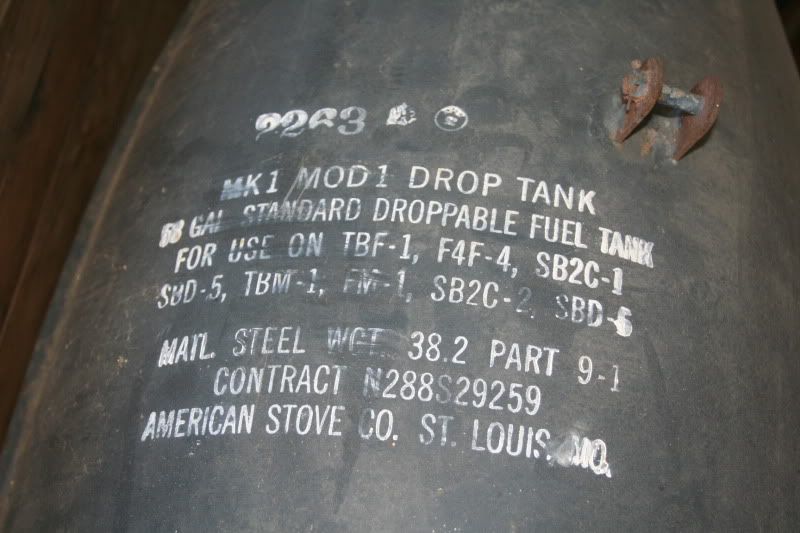 2263
MK1 MOD1 DROP TANK
58 GAL STANDARD DROPPABLE FUEL TANK
FOR USE ON TBF-1, F4F-4, SB2C-1
SBD-5, TBM-1, FM-1, SB2C-2, SBD-6
MATL. STEEL WGT. 38.2 PART 9-1
CONTRACT N288S29259
AMERICAN STOVE CO. ST. LOUIS, MO.